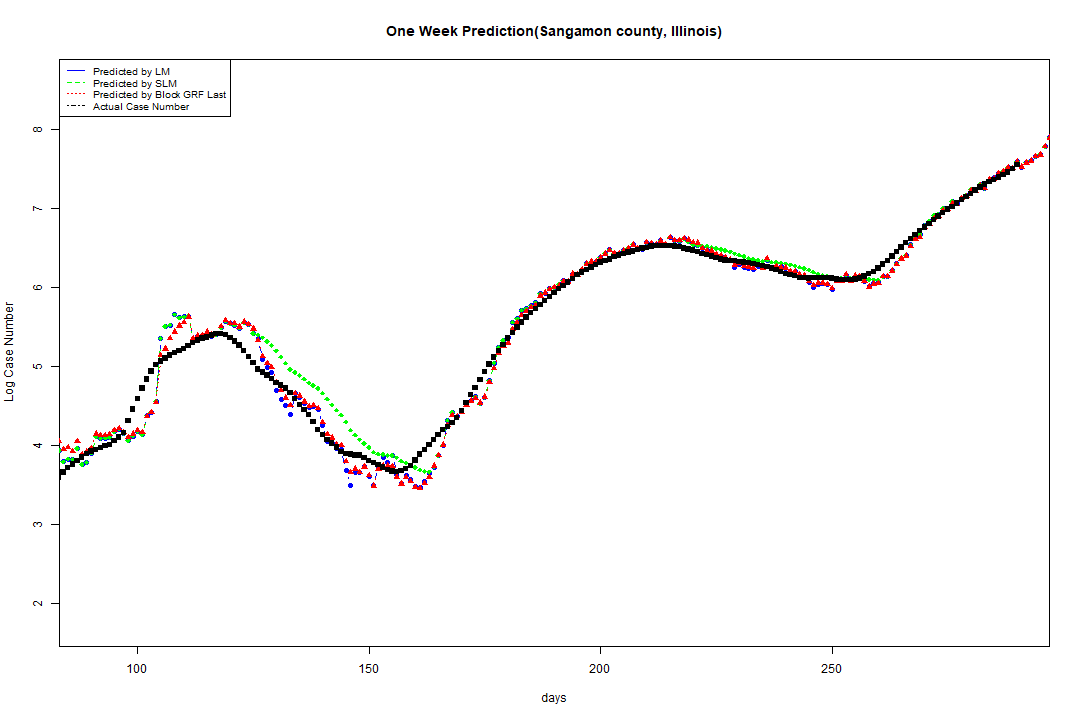 One Week Prediction(Sangamon county, Illinois)
Predicted by LM
Predicted by SLM
Predicted by Block GRF Last
Actual Case Number
8
7
6
5
4
3
2
Log Case Number
100 150 200 250
days